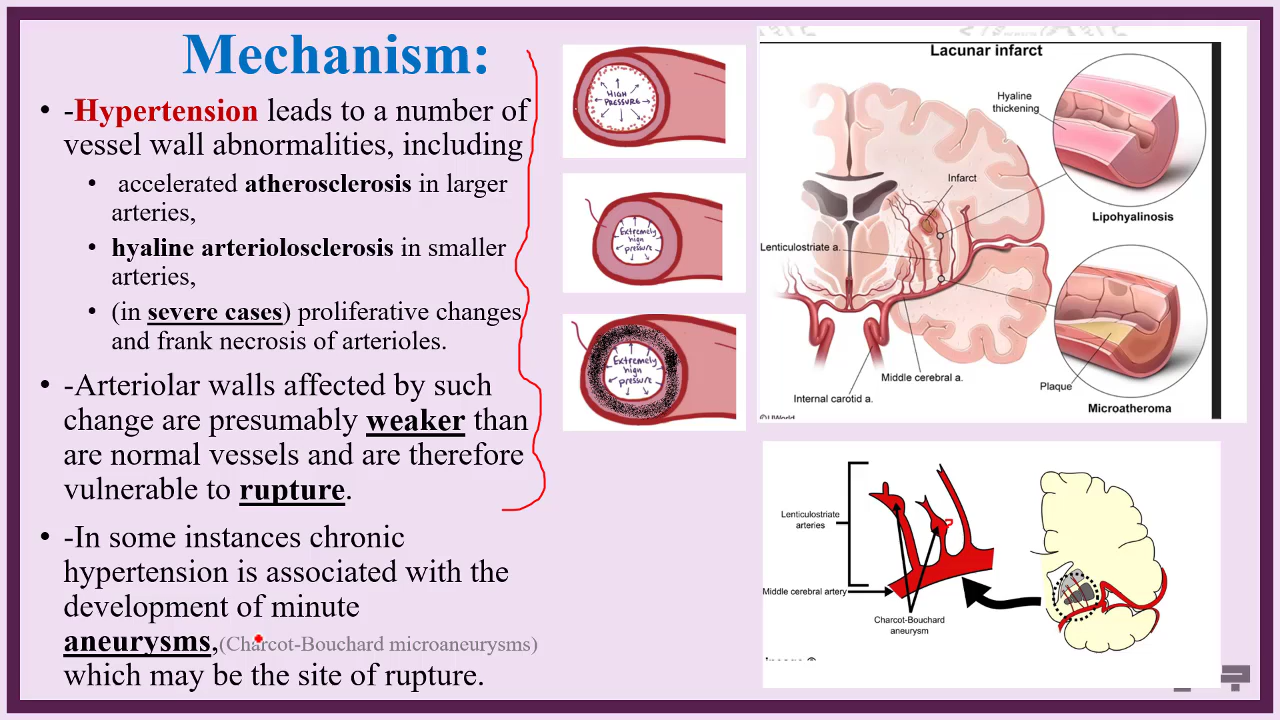 Mechanism:
• -Hypertension leads to a number of
vessel wall abnormalities, including
• accelerated atherosclerosis in larger
arteries,
• hyaline arteriolosclerosis in smaller
arteries,
• (in severe cases) proliferative changes
and frank necrosis of arterioles.
• -Arteriolar walls affected by such
change are presumably weaker than
are normal vessels and are therefore
vulnerable to rupture.
• -In some instances chronic
hypertension is associated with the
development of minute
aneurysms,(Charcot-Bouchard microaneurysms)
which may be the site of rupture.
HIGH
PRESSURE
Extremely
high
pressure
Extremely
high
pressure
Lacunar infarct
Hyaline
thickening
Infarct
Lipohyalinosis
Lenticulostriate a.
Middle cerebral a.
Plaque
Internal carotid a.
Microatheroma
©UWorld
Lenticulostriate
arteries
Middle cerebral artery
Charcot-Bouchard
aneurysm